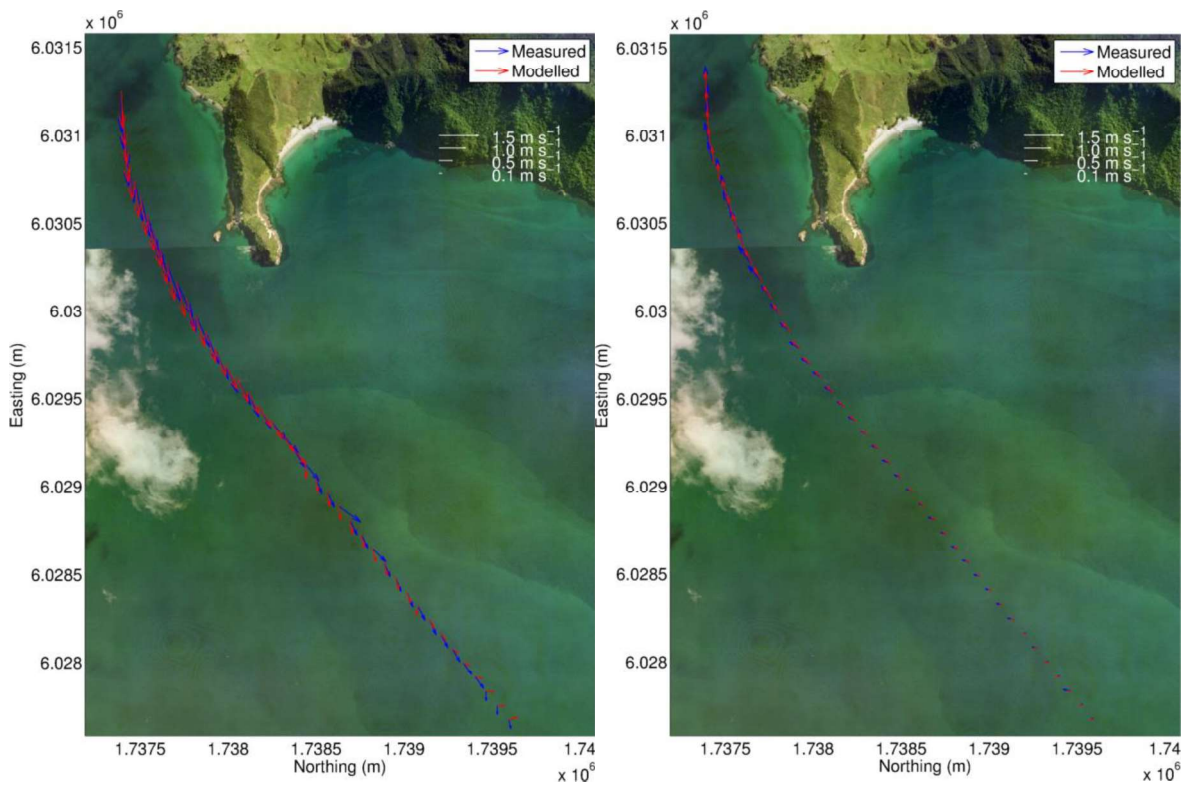 x 10⁶
6.0315
6.031
6.0305
6.03
6.0295
6.029
6.0285
6.028
Easting (m)
Measured
Modelled
1.5 m s⁻¹
1.0 m s⁻¹
0.5 m s⁻¹
0.1 m s⁻¹
1.7375 1.738 1.7385 1.739 1.7395 1.74
Northing (m)
x 10⁶
x 10⁶
6.0315
6.031
6.0305
6.03
6.0295
6.029
6.0285
6.028
Easting (m)
Measured
Modelled
1.5 m s⁻¹
1.0 m s⁻¹
0.5 m s⁻¹
0.1 m s⁻¹
1.7375 1.738 1.7385 1.739 1.7395 1.74
Northing (m)
x 10⁶